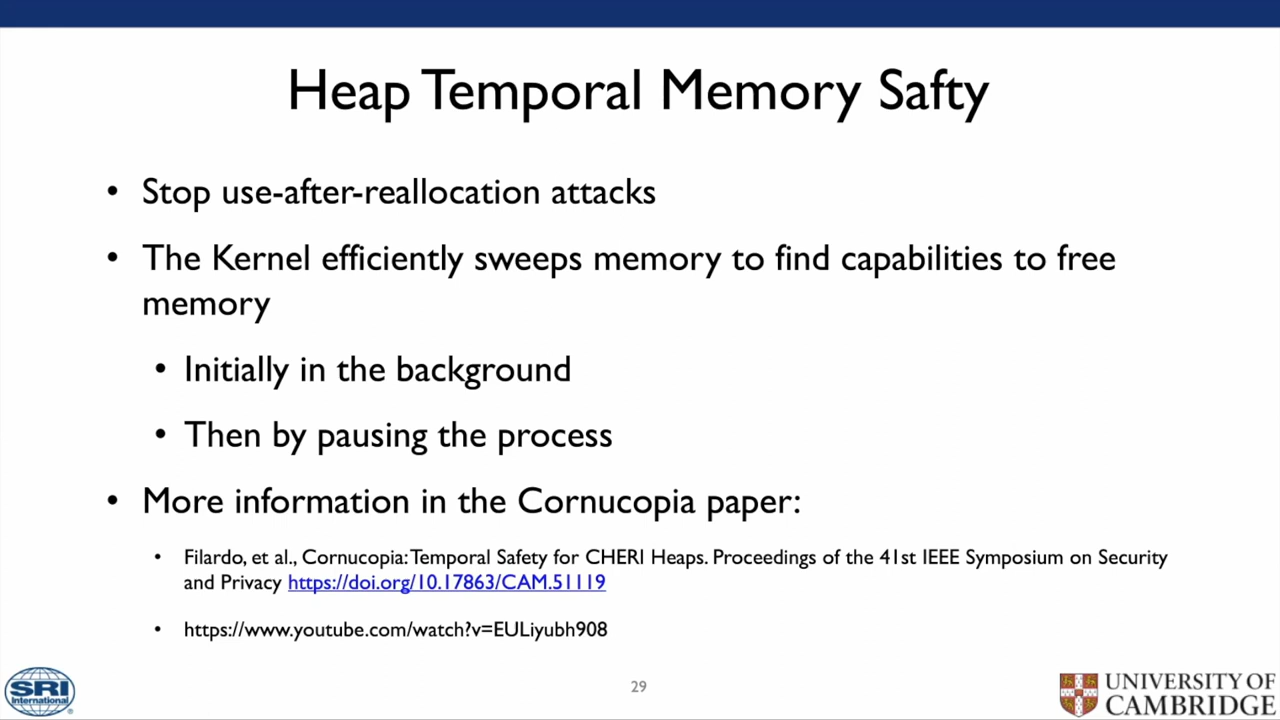 Heap Temporal Memory Safty
• Stop use-after-reallocation attacks
• The Kernel efficiently sweeps memory to find capabilities to free
memory
• Initially in the background
• Then by pausing the process
• More information in the Cornucopia paper:
• Filardo, et al., Cornucopia: Temporal Safety for CHERI Heaps. Proceedings of the 41st IEEE Symposium on Security
and Privacy https://doi.org/10.17863/CAM.51119
• https://www.youtube.com/watch?v=EULiyubh908
SRI
International
29
UNIVERSITY OF
CAMBRIDGE